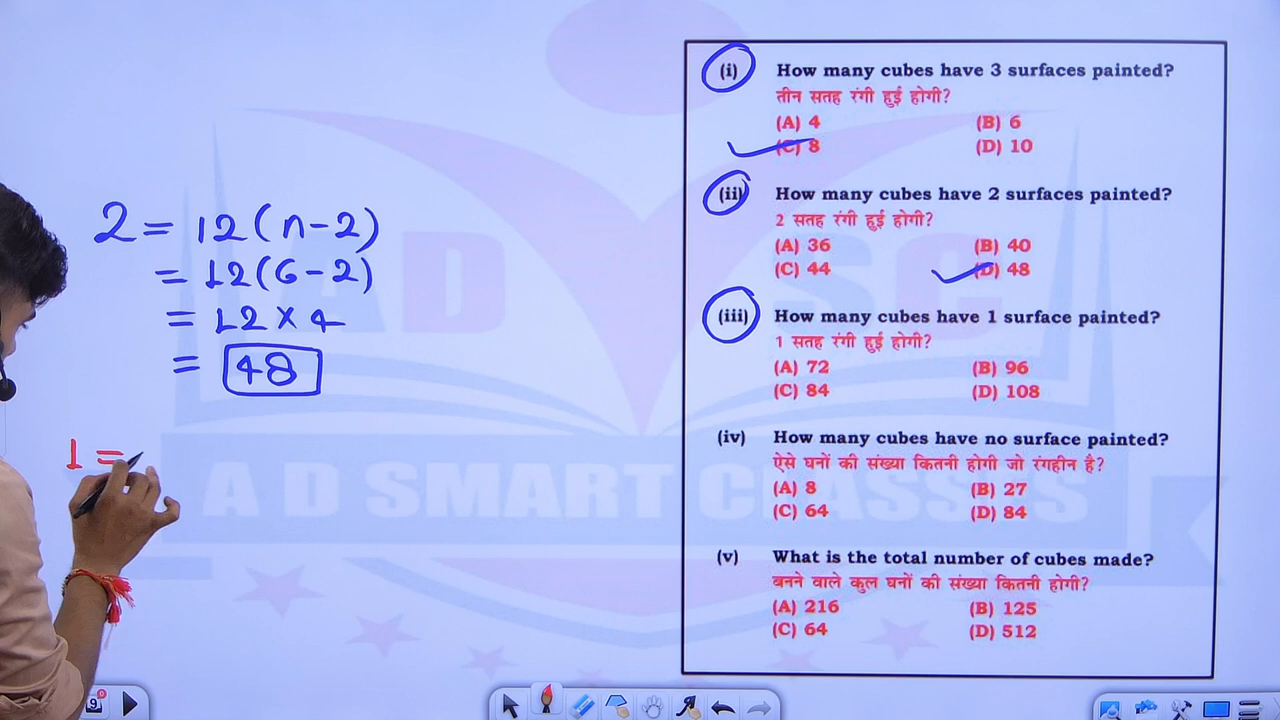 2 = 12(n-2)
= 12(6-2)
= 12×4
= 48
1 =
(i) How many cubes have 3 surfaces painted?
तीन सतह रंगी हुई होगी?
(A) 4 (B) 6
(C) 8 (D) 10
(ii) How many cubes have 2 surfaces painted?
2 सतह रंगी हुई होगी?
(A) 36 (B) 40
(C) 44 (D) 48
(iii) How many cubes have 1 surface painted?
1 सतह रंगी हुई होगी?
(A) 72 (B) 96
(C) 84 (D) 108
(iv) How many cubes have no surface painted?
ऐसे घनों की संख्या कितनी होगी जो रंगहीन है?
(A) 8 (B) 27
(C) 64 (D) 84
(v) What is the total number of cubes made?
बनने वाले कुल घनों की संख्या कितनी होगी?
(A) 216 (B) 125
(C) 64 (D) 512
AD SC
A D SMART CLASSES
9